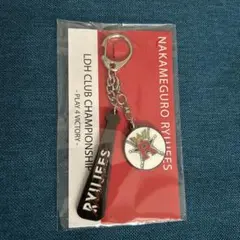 NAKAMEGURO RYUJEES
LDH CLUB CHAMPIONSHIP
- PLAY 4 VICTORY -
RYUJEES